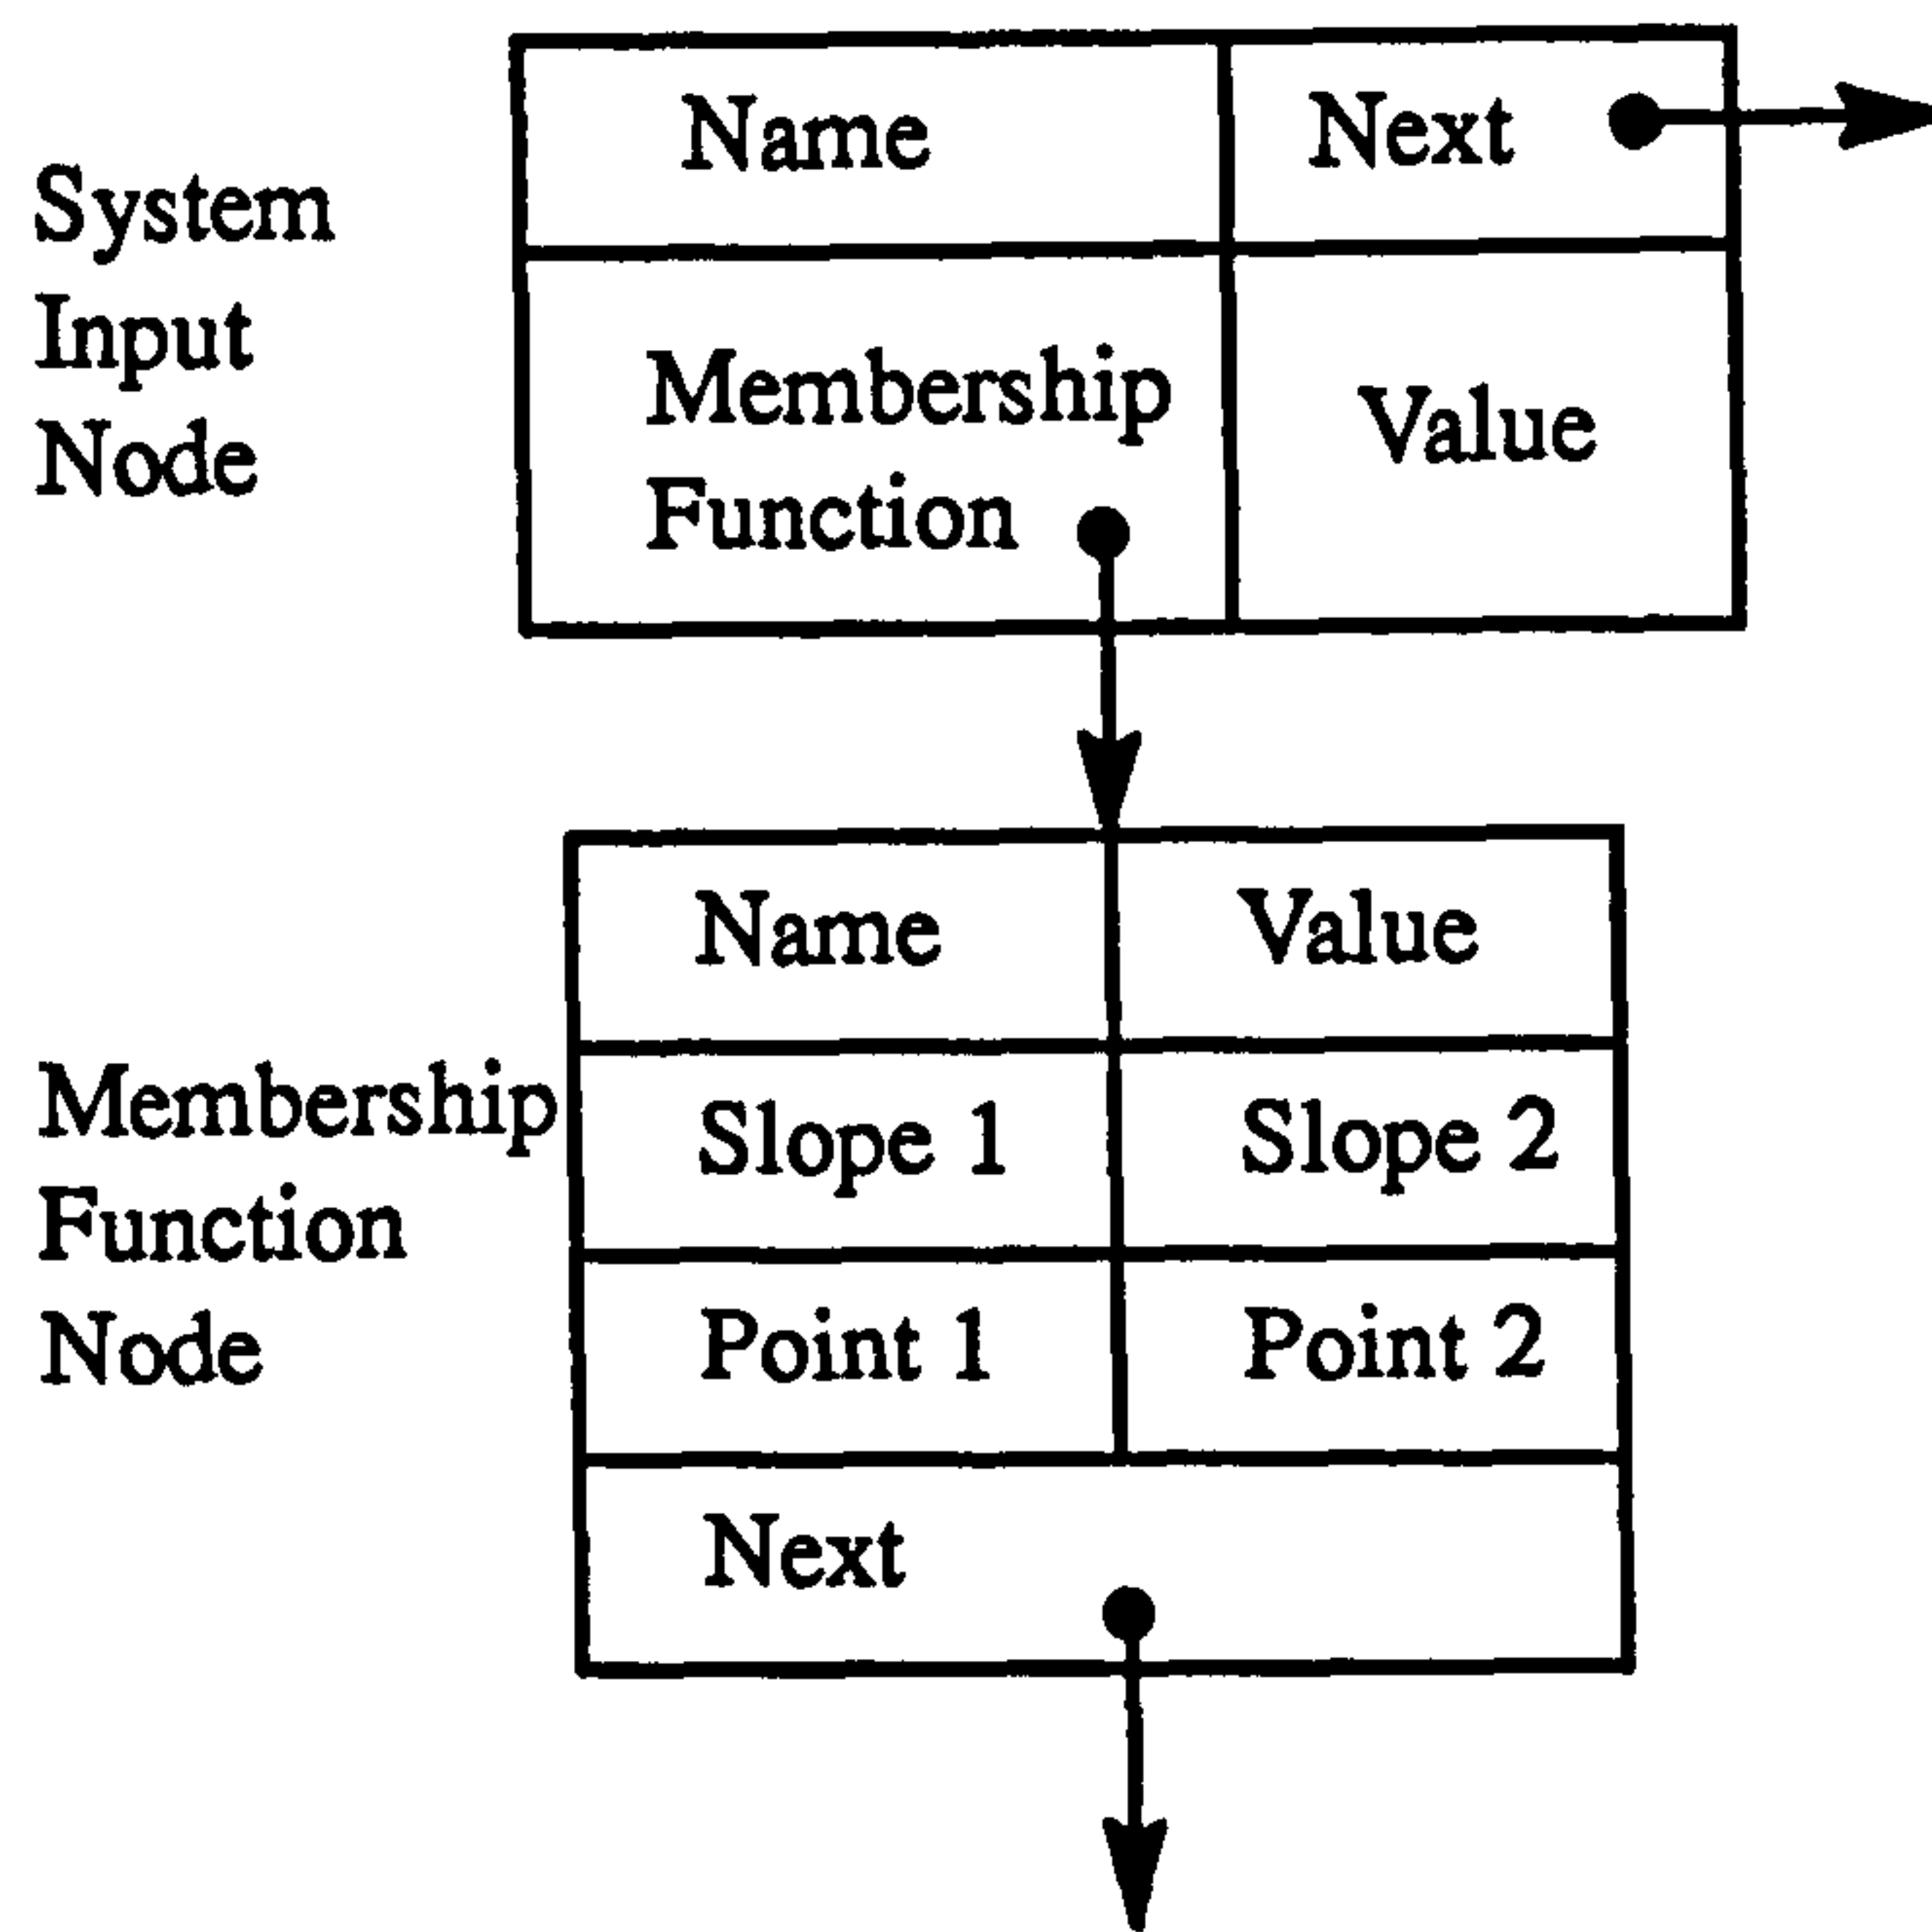 System
Input
Node
Name
Next
Membership
Function
Value
Membership
Function
Node
Name
Value
Slope 1
Slope 2
Point 1
Point 2
Next